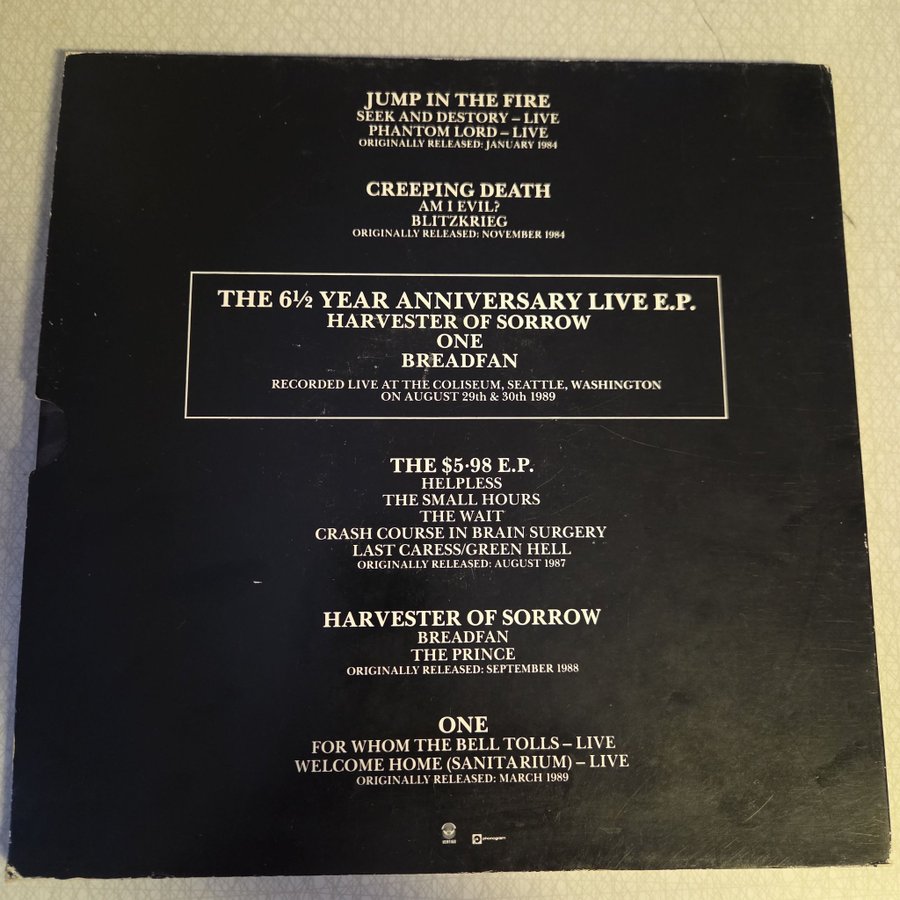 JUMP IN THE FIRE
SEEK AND DESTORY – LIVE
PHANTOM LORD – LIVE
ORIGINALLY RELEASED: JANUARY 1984
CREEPING DEATH
AM I EVIL?
BLITZKRIEG
ORIGINALLY RELEASED: NOVEMBER 1984
THE 6½ YEAR ANNIVERSARY LIVE E.P.
HARVESTER OF SORROW
ONE
BREADFAN
RECORDED LIVE AT THE COLISEUM, SEATTLE, WASHINGTON
ON AUGUST 29th & 30th 1989
THE $5·98 E.P.
HELPLESS
THE SMALL HOURS
THE WAIT
CRASH COURSE IN BRAIN SURGERY
LAST CARESS/GREEN HELL
ORIGINALLY RELEASED: AUGUST 1987
HARVESTER OF SORROW
BREADFAN
THE PRINCE
ORIGINALLY RELEASED: SEPTEMBER 1988
ONE
FOR WHOM THE BELL TOLLS – LIVE
WELCOME HOME (SANITARIUM) – LIVE
ORIGINALLY RELEASED: MARCH 1989
VERTIGO
phonogram